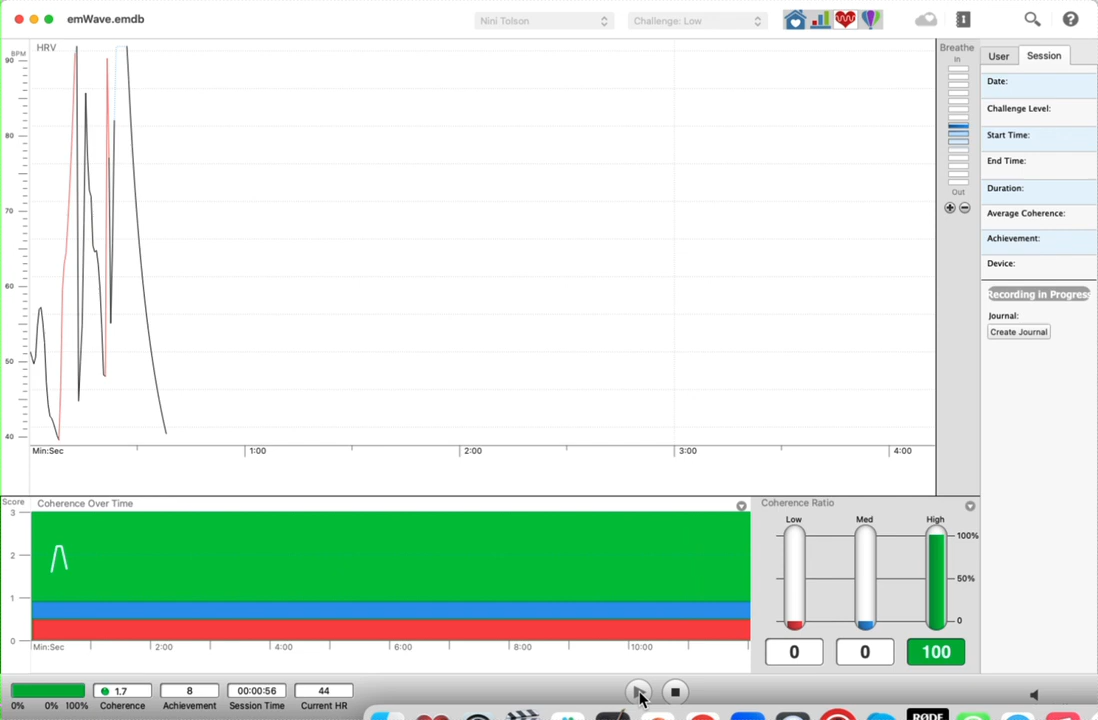 emWave.emdb
Nini Tolson
Challenge: Low
HRV
BPM
90
80
70
60
50
40
Min:Sec
1:00
2:00
3:00
4:00
Breathe
In
Out
User
Session
Date:
Challenge Level:
Start Time:
End Time:
Duration:
Average Coherence:
Achievement:
Device:
Recording in Progress
Journal:
Create Journal
Score
Coherence Over Time
3
2
1
0
Min:Sec
2:00
4:00
6:00
8:00
10:00
Coherence Ratio
Low
Med
High
100%
50%
0
0
0
100
0% 0% 100%
1.7
Coherence
8
Achievement
00:00:56
Session Time
44
Current HR
RØDE